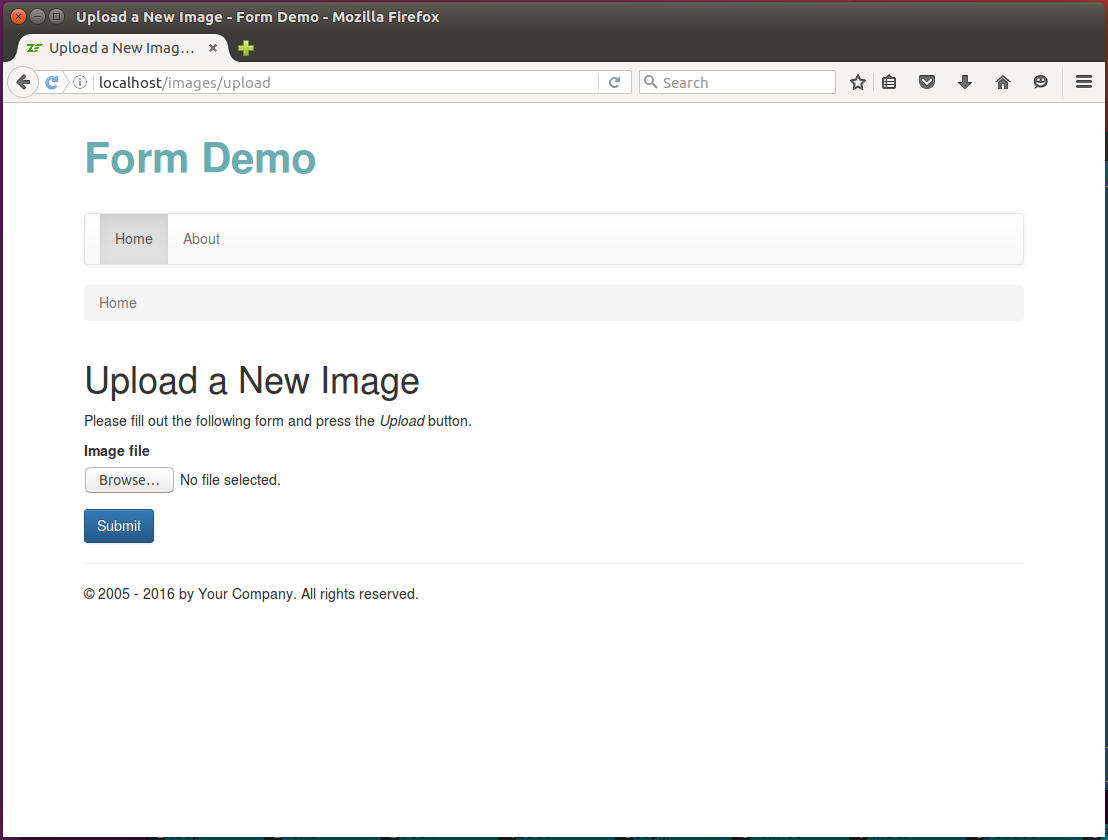 Upload a New Image - Form Demo - Mozilla Firefox
Upload a New Imag...
localhost/images/upload
Search
Form Demo
Home About
Home
Upload a New Image
Please fill out the following form and press the Upload button.
Image file
Browse... No file selected.
Submit
© 2005 - 2016 by Your Company. All rights reserved.